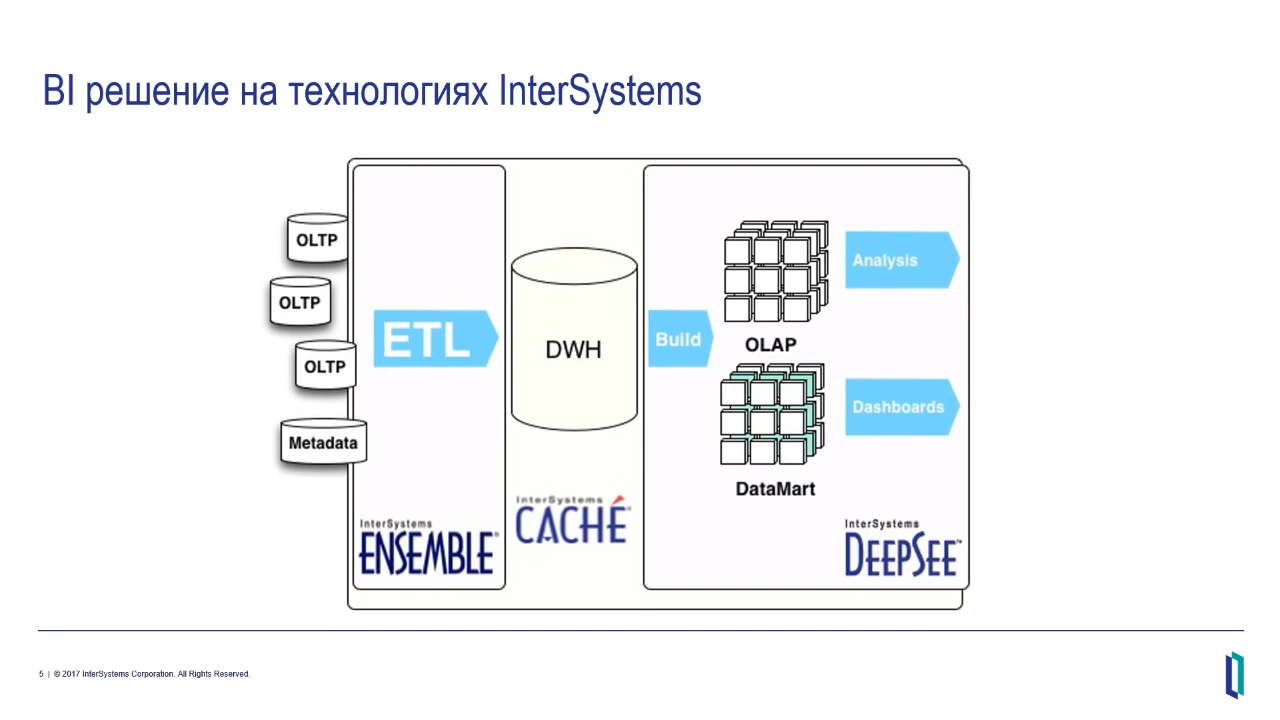 BI решение на технологиях InterSystems
OLTP
OLTP
OLTP
Metadata
ETL
InterSystems
ENSEMBLE®
DWH
InterSystems
CACHÉ®
Build
OLAP
DataMart
Analysis
Dashboards
InterSystems
DEEPSEE™
5 | © 2017 InterSystems Corporation. All Rights Reserved.